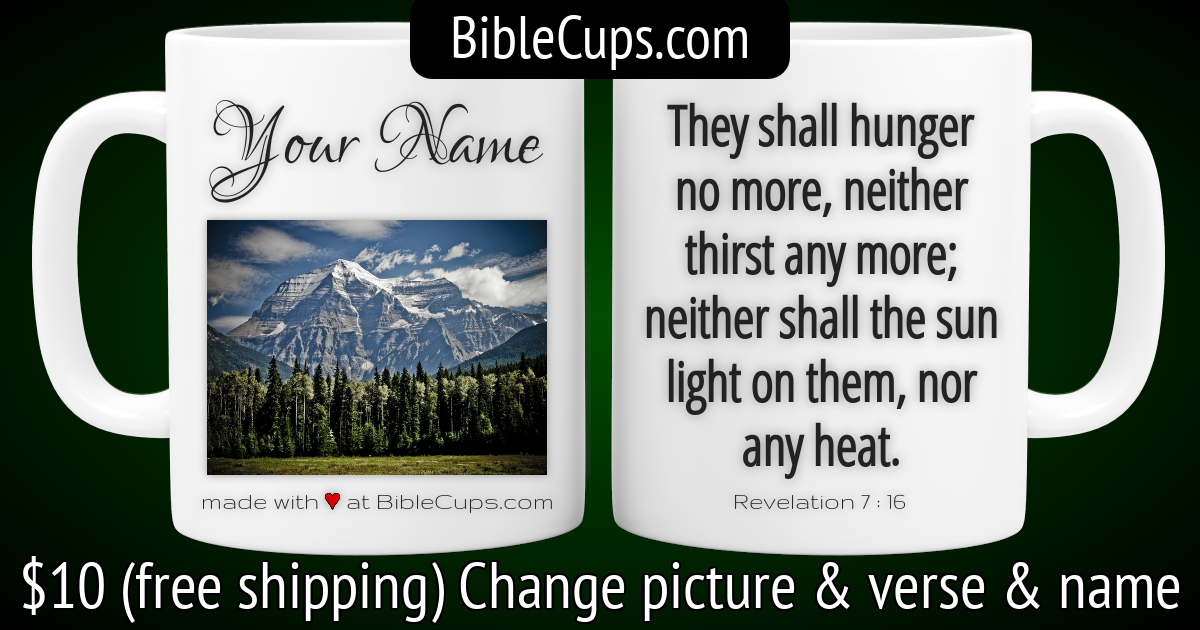 BibleCups.com
Your Name
made with ♥ at BibleCups.com
They shall hunger
no more, neither
thirst any more;
neither shall the sun
light on them, nor
any heat.
Revelation 7 : 16
$10 (free shipping) Change picture & verse & name